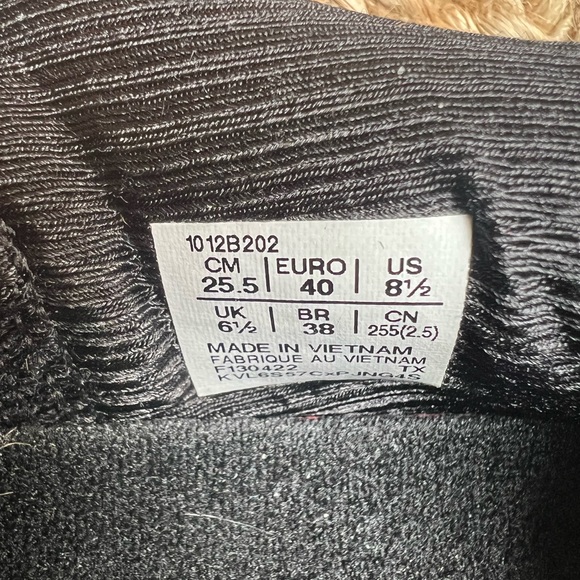 1012B202
CM | EURO | US
25.5 | 40 | 8½
UK | BR | CN
6½ | 38 | 255(2.5)
MADE IN VIETNAM
FABRIQUE AU VIETNAM
F130422 TX